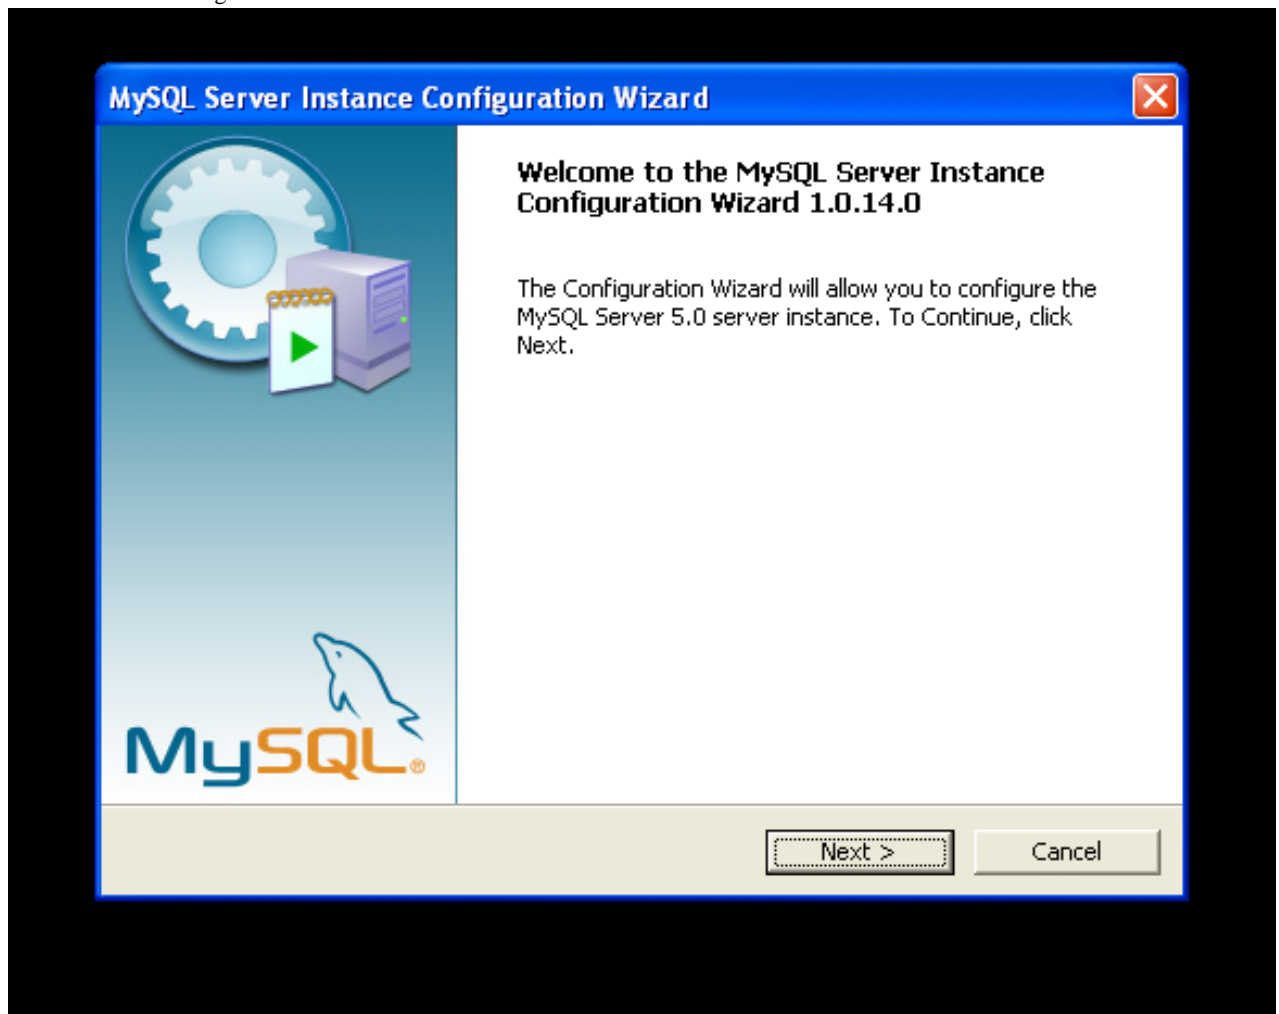 MySQL Server Instance Configuration Wizard
Welcome to the MySQL Server Instance
Configuration Wizard 1.0.14.0
The Configuration Wizard will allow you to configure the
MySQL Server 5.0 server instance. To Continue, click
Next.
MySQL®
Next >
Cancel